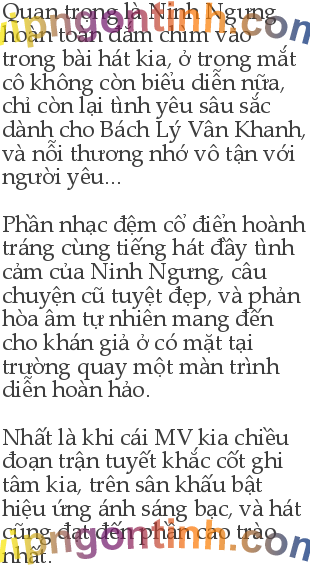 Quan trọng là Ninh Ngưng
hoàn toàn đắm chìm vào
trong bài hát kia, ở trong mắt
cô không còn biểu diễn nữa,
chỉ còn lại tình yêu sâu sắc
dành cho Bách Lý Vân Khanh,
và nỗi thương nhớ vô tận với
người yêu...
Phần nhạc đệm cổ điển hoành
tráng cùng tiếng hát đầy tình
cảm của Ninh Ngưng, câu
chuyện cũ tuyệt đẹp, và phản
hòa âm tự nhiên mang đến
cho khán giả ở có mặt tại
trường quay một màn trình
diễn hoàn hảo.
Nhất là khi cái MV kia chiều
đoạn trận tuyết khắc cốt ghi
tâm kia, trên sân khấu bật
hiệu ứng ánh sáng bạc, và hát
cũng đạt đến phần cao trào
nhất.
vipngontinh.com
vipngontinh.com